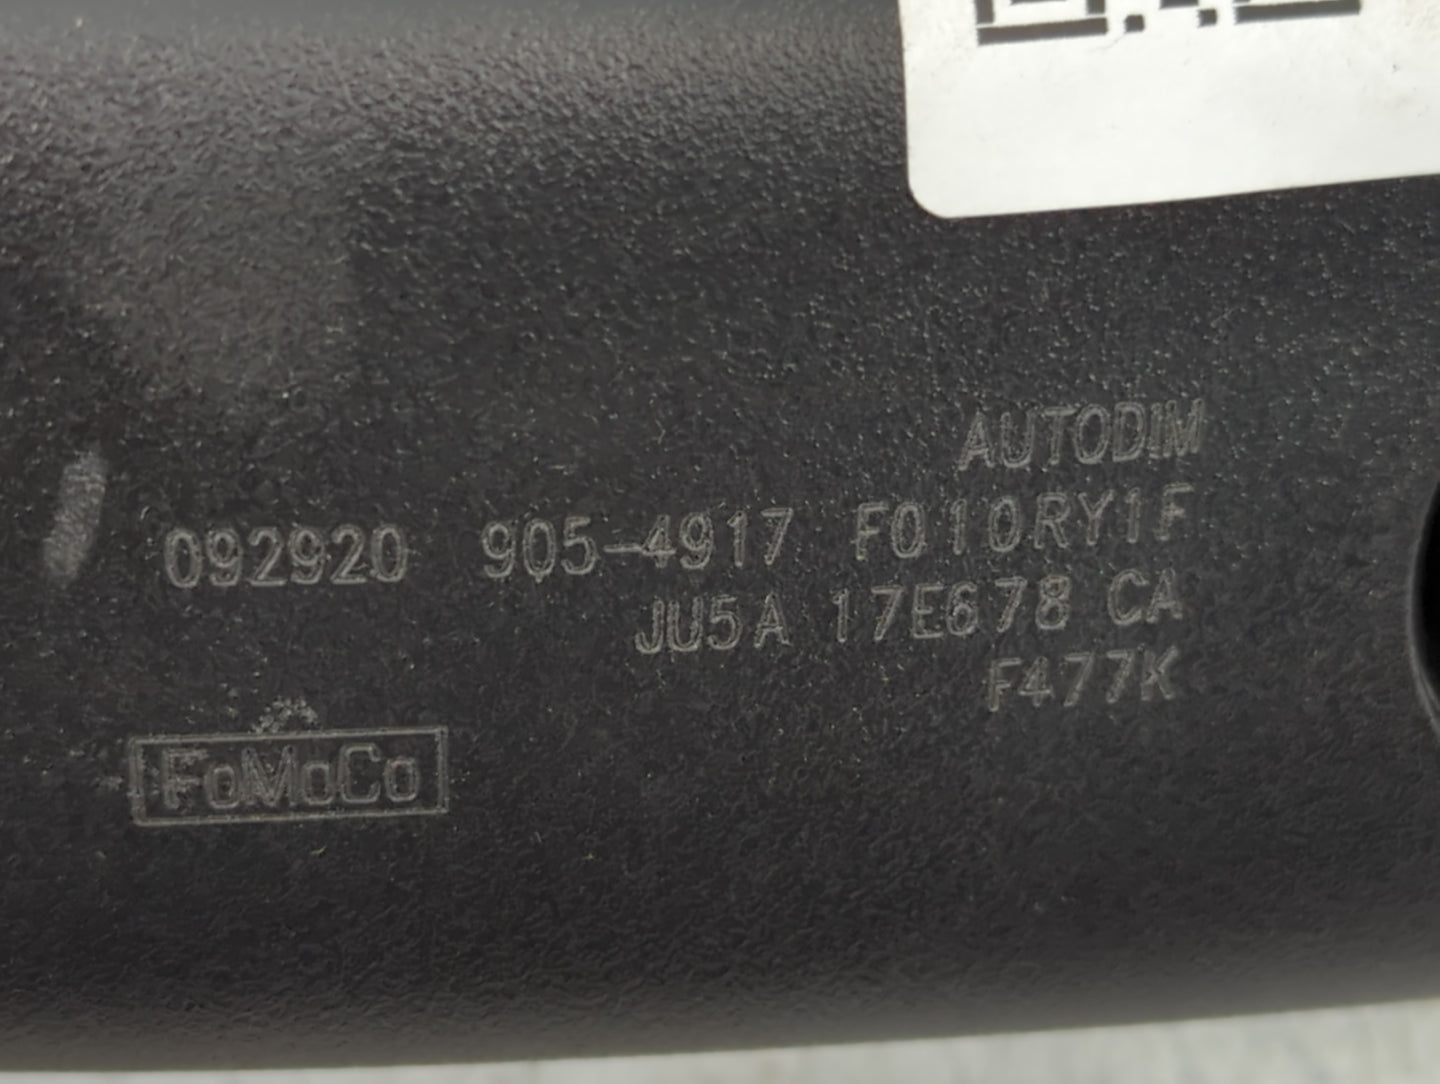 AUTODIM
092920 905-4917 F010RY1F
JU5A 17E678 CA
F477K
FoMoCo